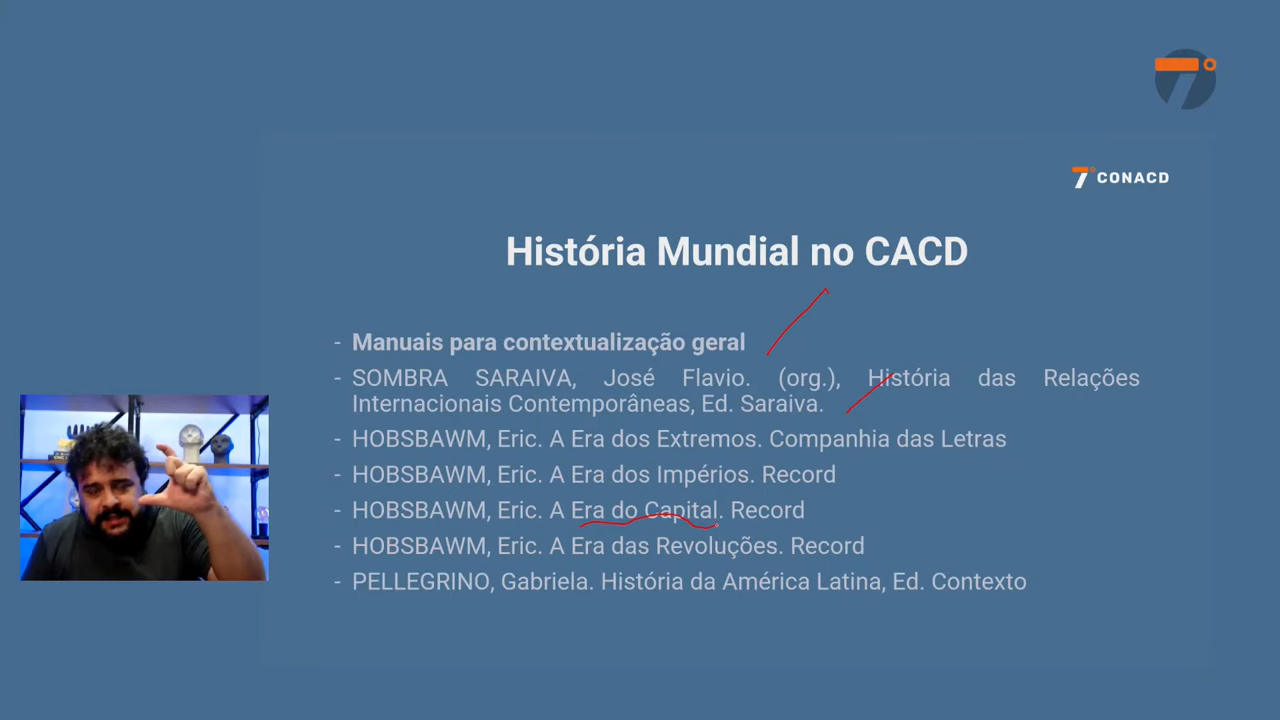 7°
7° CONACD
História Mundial no CACD
- Manuais para contextualização geral
- SOMBRA SARAIVA, José Flavio. (org.), História das Relações
Internacionais Contemporâneas, Ed. Saraiva.
- HOBSBAWM, Eric. A Era dos Extremos. Companhia das Letras
- HOBSBAWM, Eric. A Era dos Impérios. Record
- HOBSBAWM, Eric. A Era do Capital. Record
- HOBSBAWM, Eric. A Era das Revoluções. Record
- PELLEGRINO, Gabriela. História da América Latina, Ed. Contexto